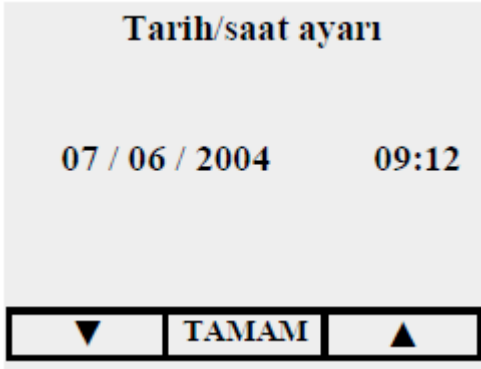 Tarih/saat ayarı
07 / 06 / 2004 09:12
▼ TAMAM ▲